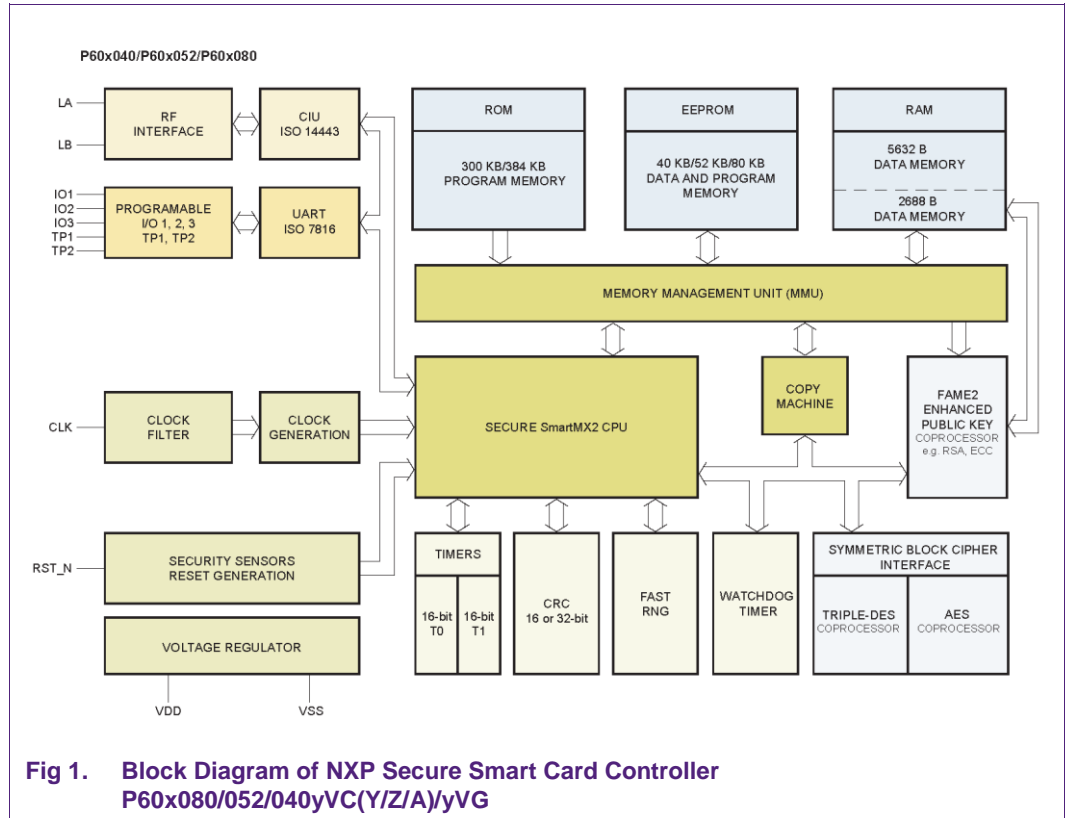 P60x040/P60x052/P60x080
LA
LB
RF
INTERFACE
CIU
ISO 14443
IO1
IO2
IO3
TP1
TP2
PROGRAMABLE
I/O 1, 2, 3
TP1, TP2
UART
ISO 7816
ROM
300 KB/384 KB
PROGRAM MEMORY
EEPROM
40 KB/52 KB/80 KB
DATA AND PROGRAM
MEMORY
RAM
5632 B
DATA MEMORY
2688 B
DATA MEMORY
MEMORY MANAGEMENT UNIT (MMU)
CLK
CLOCK
FILTER
CLOCK
GENERATION
SECURE SmartMX2 CPU
COPY
MACHINE
FAME2
ENHANCED
PUBLIC KEY
COPROCESSOR
e.g. RSA, ECC
RST_N
SECURITY SENSORS
RESET GENERATION
VOLTAGE REGULATOR
VDD
VSS
TIMERS
16-bit
T0
16-bit
T1
CRC
16 or 32-bit
FAST
RNG
WATCHDOG
TIMER
SYMMETRIC BLOCK CIPHER
INTERFACE
TRIPLE-DES
COPROCESSOR
AES
COPROCESSOR
Fig 1. Block Diagram of NXP Secure Smart Card Controller
P60x080/052/040yVC(Y/Z/A)/yVG